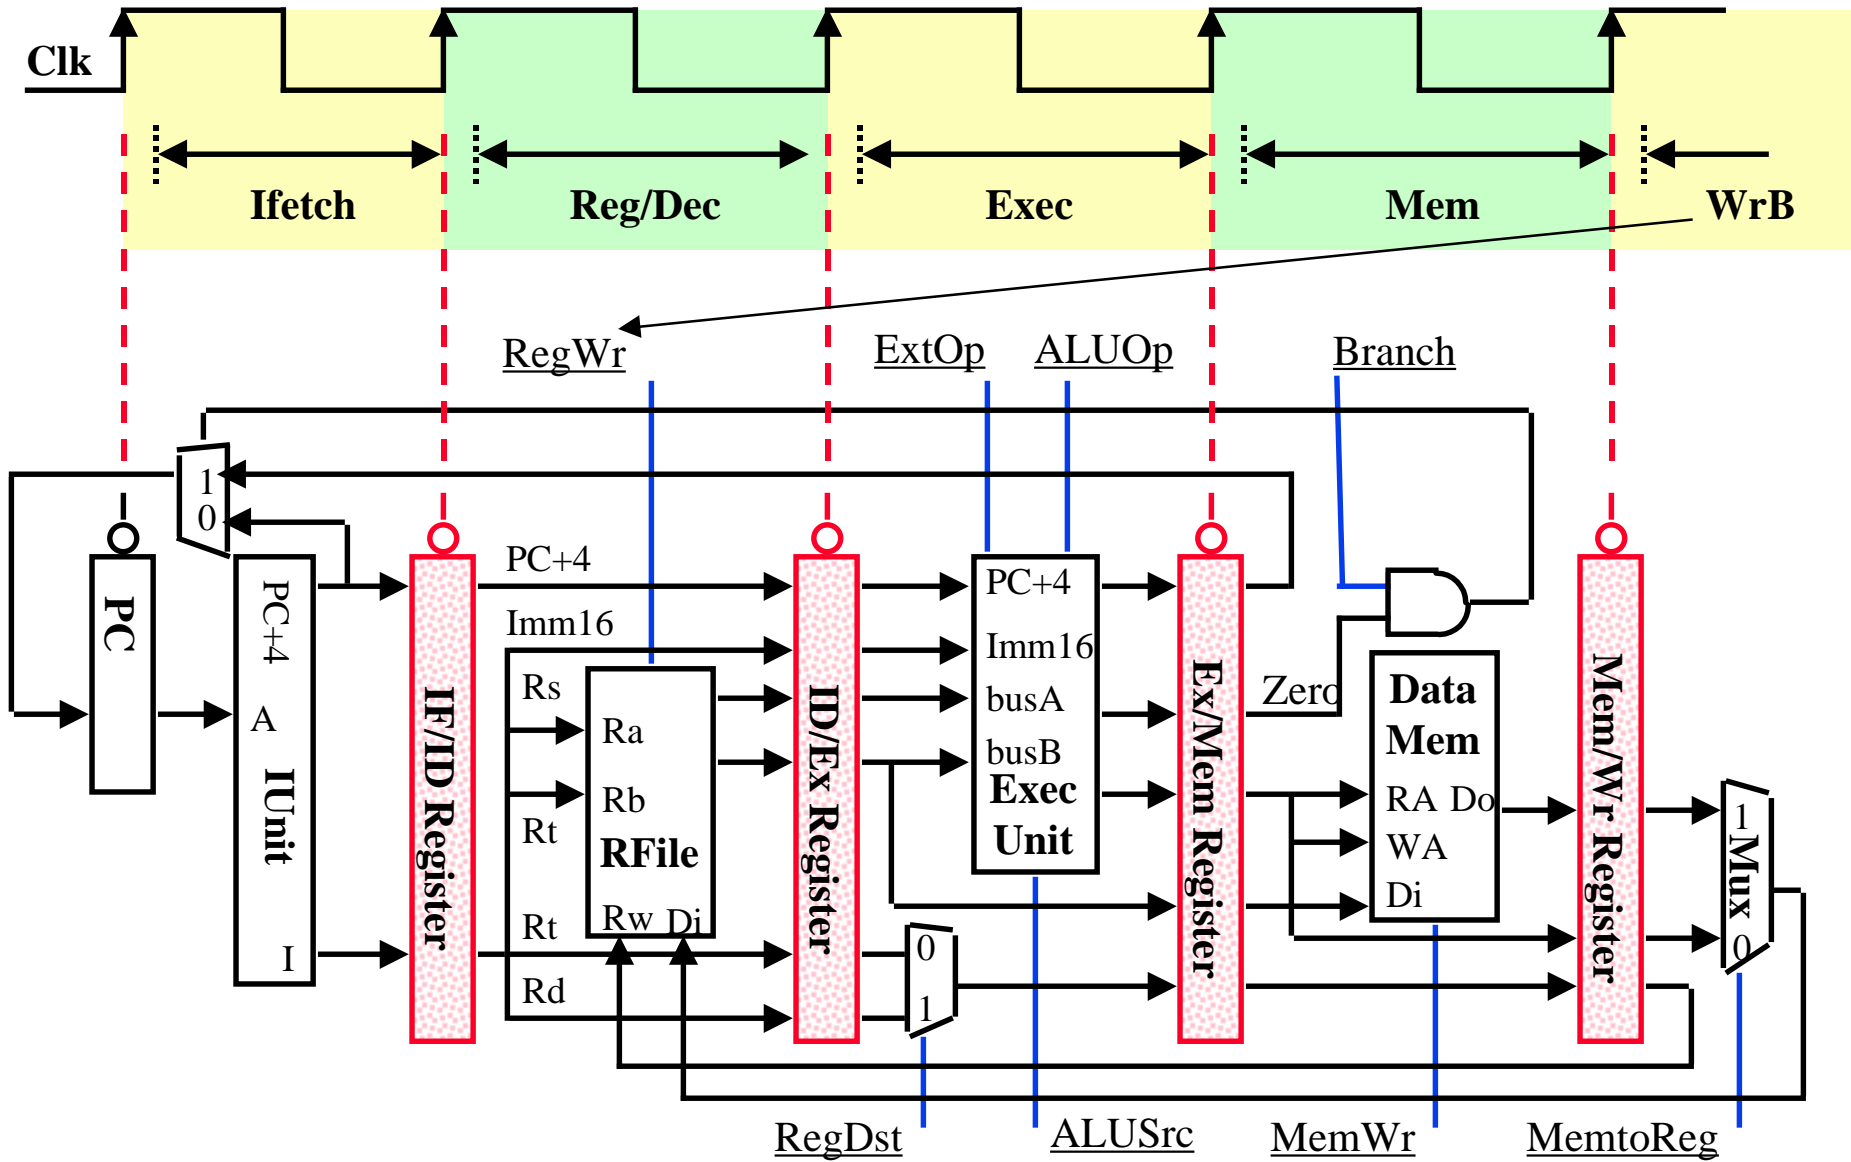 Clk
Ifetch
Reg/Dec
Exec
Mem
WrB
RegWr
ExtOp
ALUOp
Branch
1
0
PC
PC+4
A
IUnit
I
IF/ID Register
PC+4
Imm16
Rs
Rt
Rt
Rd
Ra
Rb
RFile
Rw Di
ID/Ex Register
0
1
PC+4
Imm16
busA
busB
Exec
Unit
Ex/Mem Register
Zero
Data
Mem
RA Do
WA
Di
Mem/Wr Register
1
Mux
0
RegDst
ALUSrc
MemWr
MemtoReg